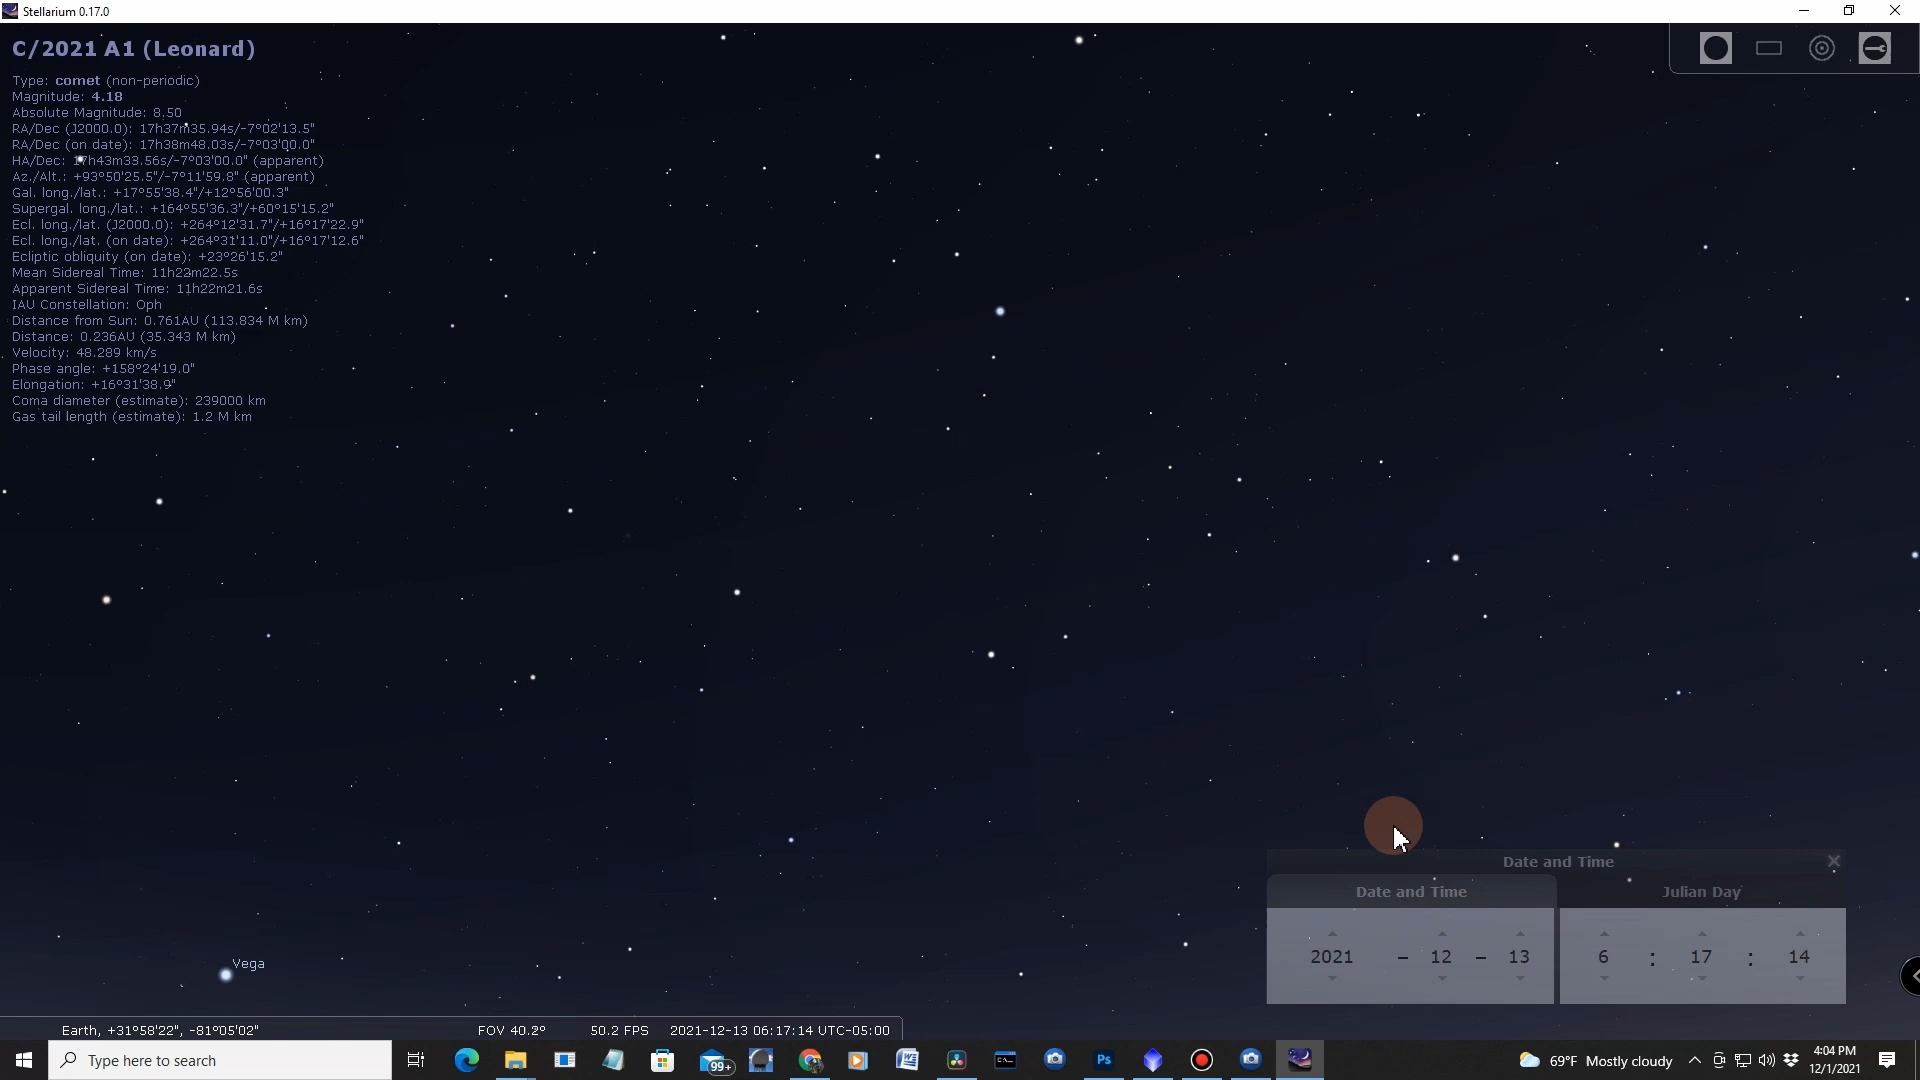 Stellarium 0.17.0
C/2021 A1 (Leonard)
Type: comet (non-periodic)
Magnitude: 4.18
Absolute Magnitude: 8.50
RA/Dec (J2000.0): 17h37m35.94s/-7°02'13.5"
RA/Dec (on date): 17h38m48.03s/-7°03'00.0"
HA/Dec: 17h43m33.56s/-7°03'00.0" (apparent)
Az./Alt.: +93°50'25.5"/-7°11'59.8" (apparent)
Gal. long./lat.: +17°55'38.4"/+12°56'00.3"
Supergal. long./lat.: +164°55'36.3"/+60°15'15.2"
Ecl. long./lat. (J2000.0): +264°12'31.7"/+16°17'22.9"
Ecl. long./lat. (on date): +264°31'11.0"/+16°17'12.6"
Ecliptic obliquity (on date): +23°26'15.2"
Mean Sidereal Time: 11h22m22.5s
Apparent Sidereal Time: 11h22m21.6s
IAU Constellation: Oph
Distance from Sun: 0.761AU (113.834 M km)
Distance: 0.236AU (35.343 M km)
Velocity: 48.289 km/s
Phase angle: +158°24'19.0"
Elongation: +16°31'38.9"
Coma diameter (estimate): 239000 km
Gas tail length (estimate): 1.2 M km
Date and Time
Date and Time Julian Day
2021 - 12 - 13 6 : 17 : 14
Vega
Earth, +31°58'22", -81°05'02" FOV 40.2° 50.2 FPS 2021-12-13 06:17:14 UTC-05:00
Type here to search
99+
Ps
69°F Mostly cloudy
4:04 PM
12/1/2021